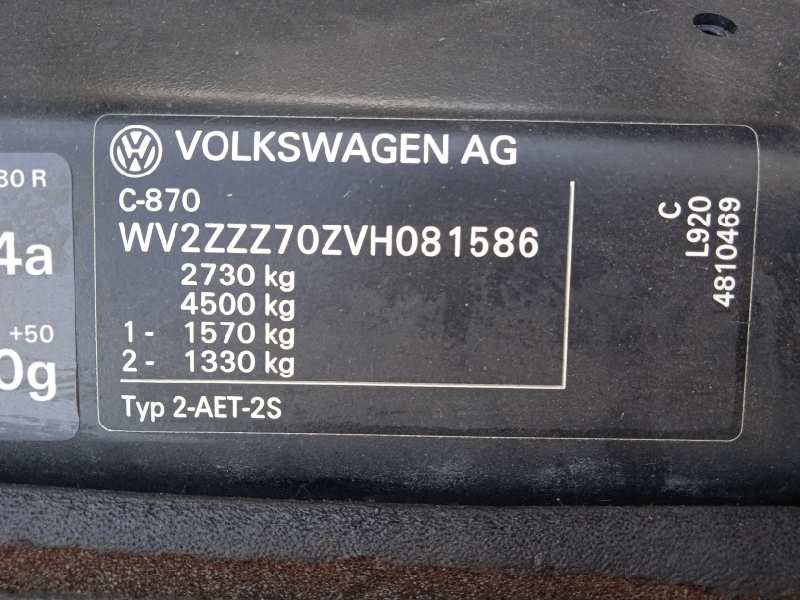 VOLKSWAGEN AG
C-870
WV2ZZZ70ZVH081586
2730 kg
4500 kg
1 - 1570 kg
2 - 1330 kg
Typ 2-AET-2S
C
L920
4810469
30 R
4a
+50
0g